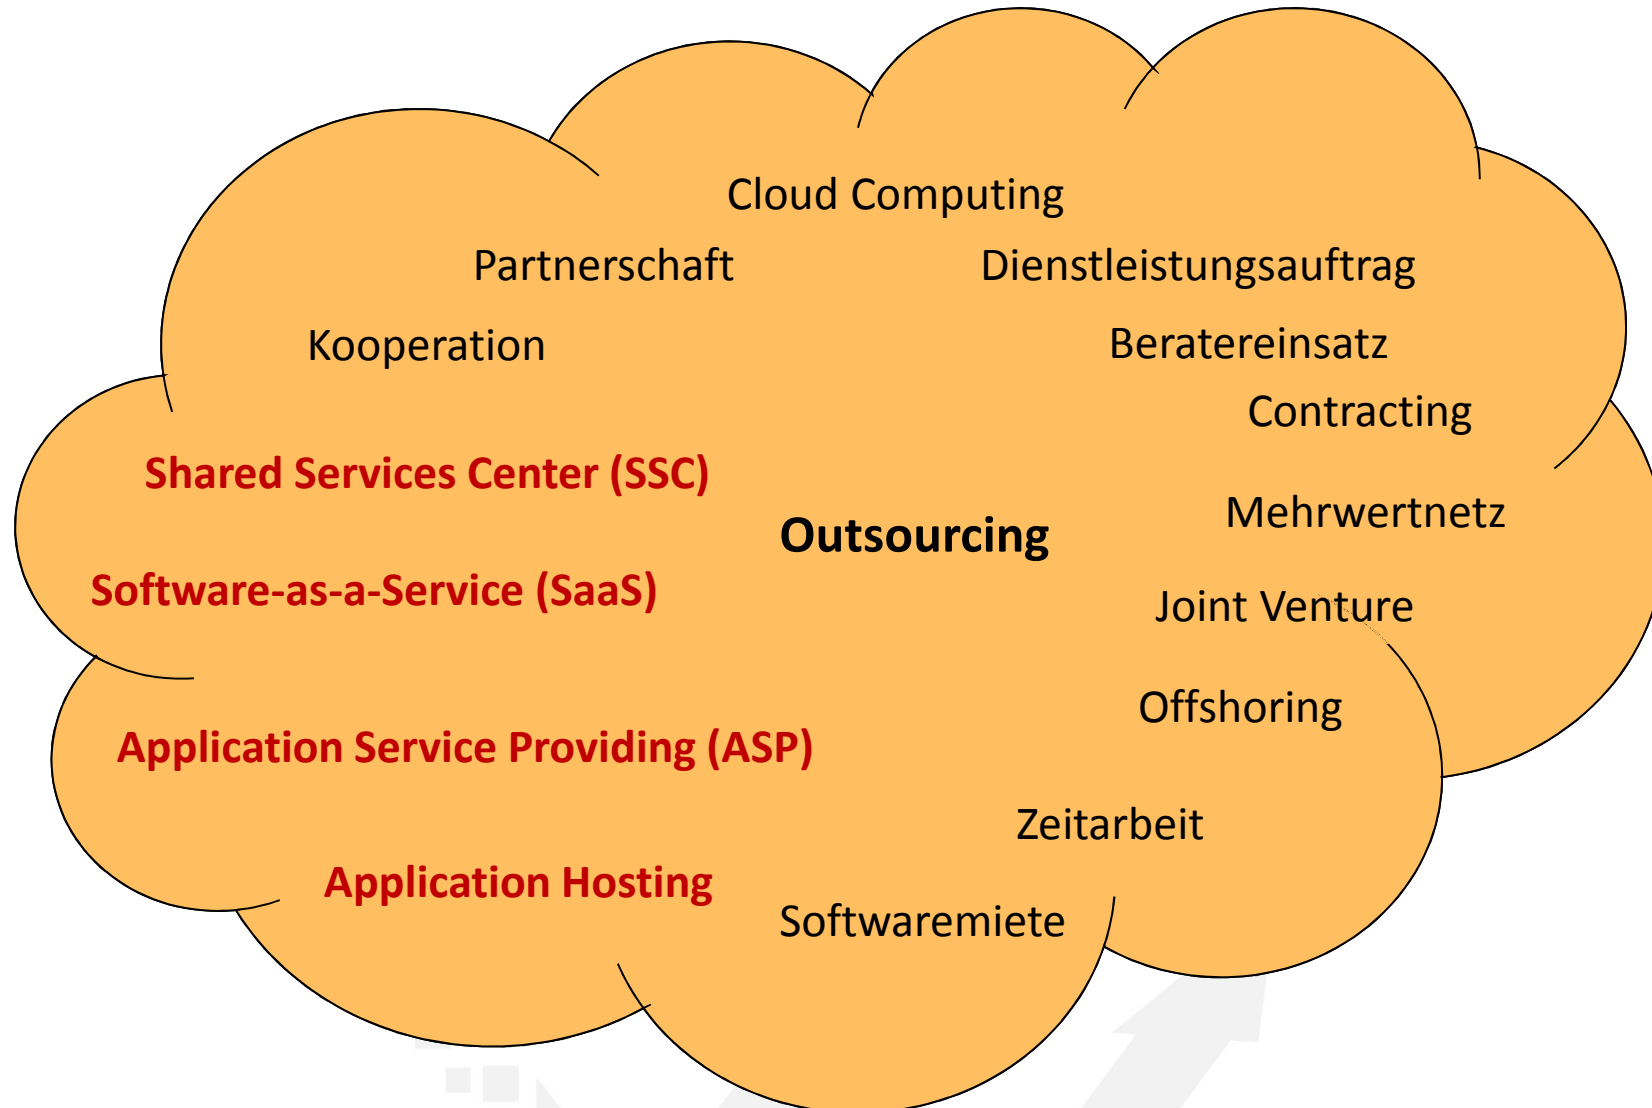 Cloud Computing
Partnerschaft
Dienstleistungsauftrag
Kooperation
Beratereinsatz
Contracting
Shared Services Center (SSC)
Mehrwertnetz
Outsourcing
Software-as-a-Service (SaaS)
Joint Venture
Offshoring
Application Service Providing (ASP)
Zeitarbeit
Application Hosting
Softwaremiete